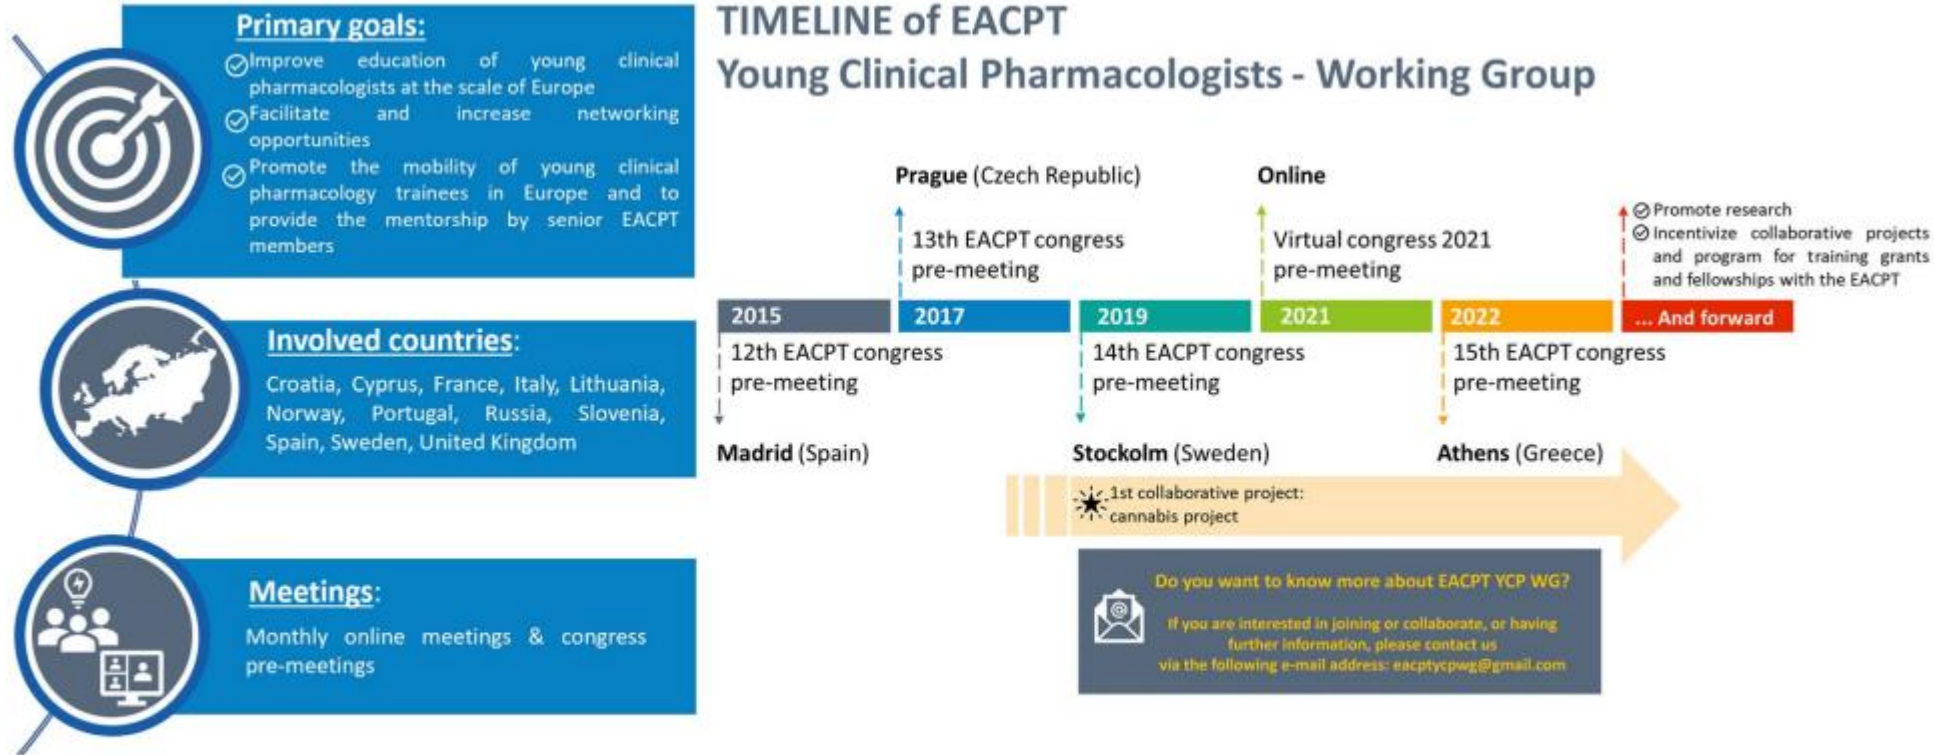 Primary goals:
Improve education of young clinical
pharmacologists at the scale of Europe
Facilitate and increase networking
opportunities
Promote the mobility of young clinical
pharmacology trainees in Europe and to
provide the mentorship by senior EACPT
members
Involved countries:
Croatia, Cyprus, France, Italy, Lithuania,
Norway, Portugal, Russia, Slovenia,
Spain, Sweden, United Kingdom
Meetings:
Monthly online meetings & congress
pre-meetings
TIMELINE of EACPT
Young Clinical Pharmacologists - Working Group
Prague (Czech Republic)
13th EACPT congress
pre-meeting
Online
Virtual congress 2021
pre-meeting
Promote research
Incentivize collaborative projects
and program for training grants
and fellowships with the EACPT
2015
2017
2019
2021
2022
... And forward
12th EACPT congress
pre-meeting
Madrid (Spain)
14th EACPT congress
pre-meeting
Stockolm (Sweden)
15th EACPT congress
pre-meeting
Athens (Greece)
1st collaborative project:
cannabis project
@
Do you want to know more about EACPT YCP WG?
If you are interested in joining or collaborate, or having
further information, please contact us
via the following e-mail address: eacptycpwg@gmail.com